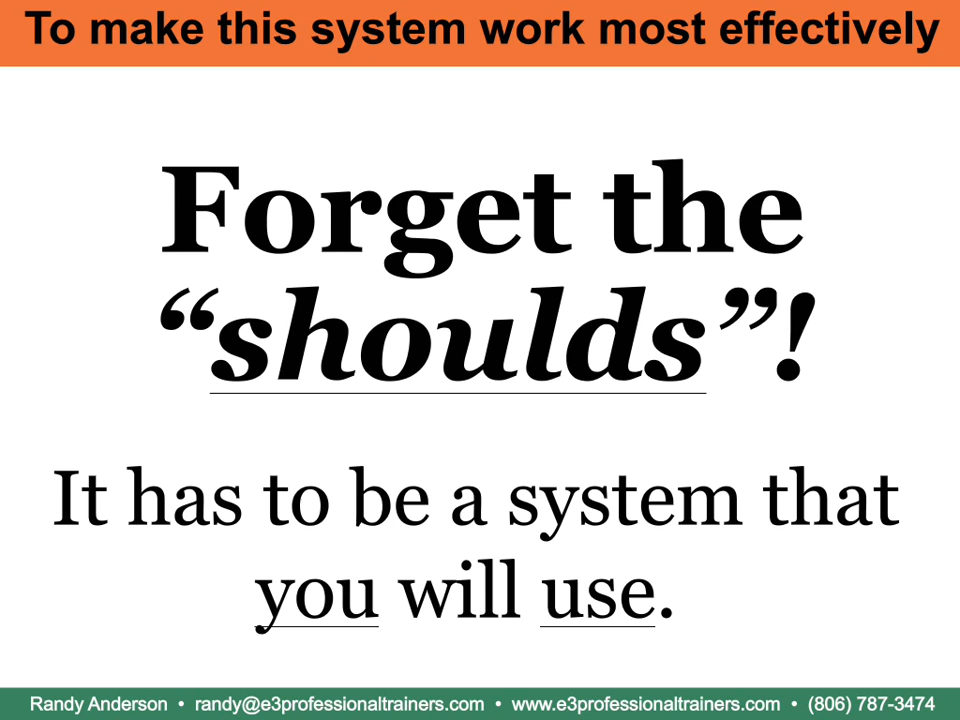 To make this system work most effectively
Forget the
“shoulds”!
It has to be a system that
you will use.
Randy Anderson • randy@e3professionaltrainers.com • www.e3professionaltrainers.com • (806) 787-3474